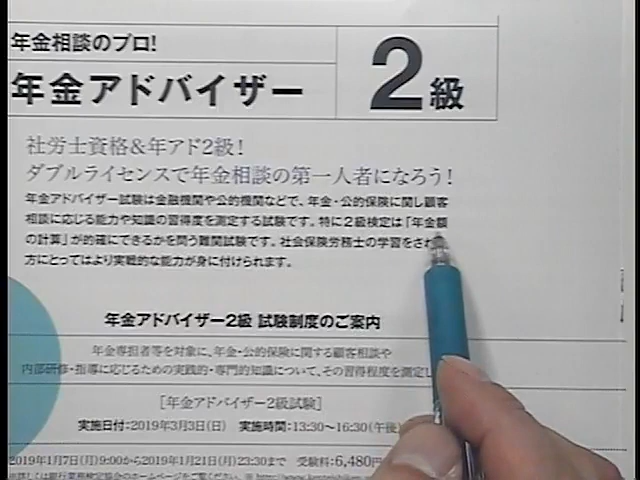 年金相談のプロ!
年金アドバイザー 2級
社労士資格&年アド2級!
ダブルライセンスで年金相談の第一人者になろう!
年金アドバイザー試験は金融機関や公的機関などで、年金・公的保険に関し顧客
相談に応じる能力や知識の習得度を測定する試験です。特に2級検定は「年金額
の計算」が的確にできるかを問う難関試験です。社会保険労務士の学習をされ
方にとってはより実戦的な能力が身に付けられます。
年金アドバイザー2級 試験制度のご案内
年金専担者等を対象に、年金・公的保険に関する顧客相談や
内部研修・指導に応じるための実践的・専門的知識について、その習得程度を測定し
[年金アドバイザー2級試験]
実施日付:2019年3月3日(日) 実施時間:13:30~16:30(午後)
2019年1月7日(月)9:00から2019年1月21日(月)23:30まで 受験料:6,480円